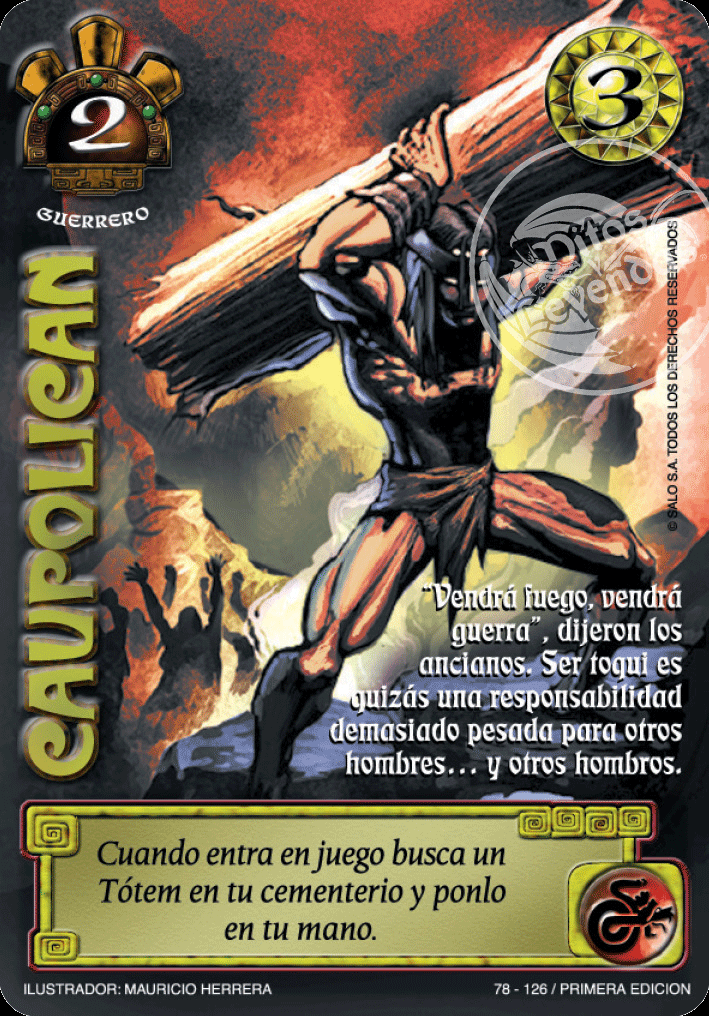 2
3
GUERRERO
CAUPOLICAN
Mitos
Leyendas
© SALO S.A. TODOS LOS DERECHOS RESERVADOS
“Vendrá fuego, vendrá
guerra”, dijeron los
ancianos. Ser toqui es
quizás una responsabilidad
demasiado pesada para otros
hombres... y otros hombros.
Cuando entra en juego busca un
Tótem en tu cementerio y ponlo
en tu mano.
ILUSTRADOR: MAURICIO HERRERA
78 - 126 / PRIMERA EDICION